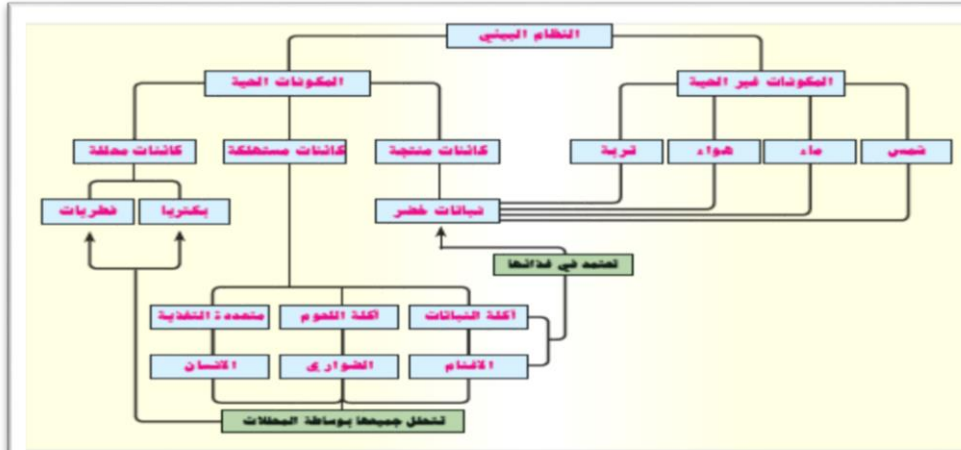 النظام البيئي
المكونات غير الحية
المكونات الحية
شمس
ماء
هواء
تربة
كائنات منتجة
كائنات مستهلكة
كائنات محللة
نباتات خضر
بكتريا
فطريات
تعتمد في غذائها
آكلة النباتات
آكلة اللحوم
متعددة التغذية
الاغنام
الضواري
الانسان
تتحلل جميعها بوساطة المحللات